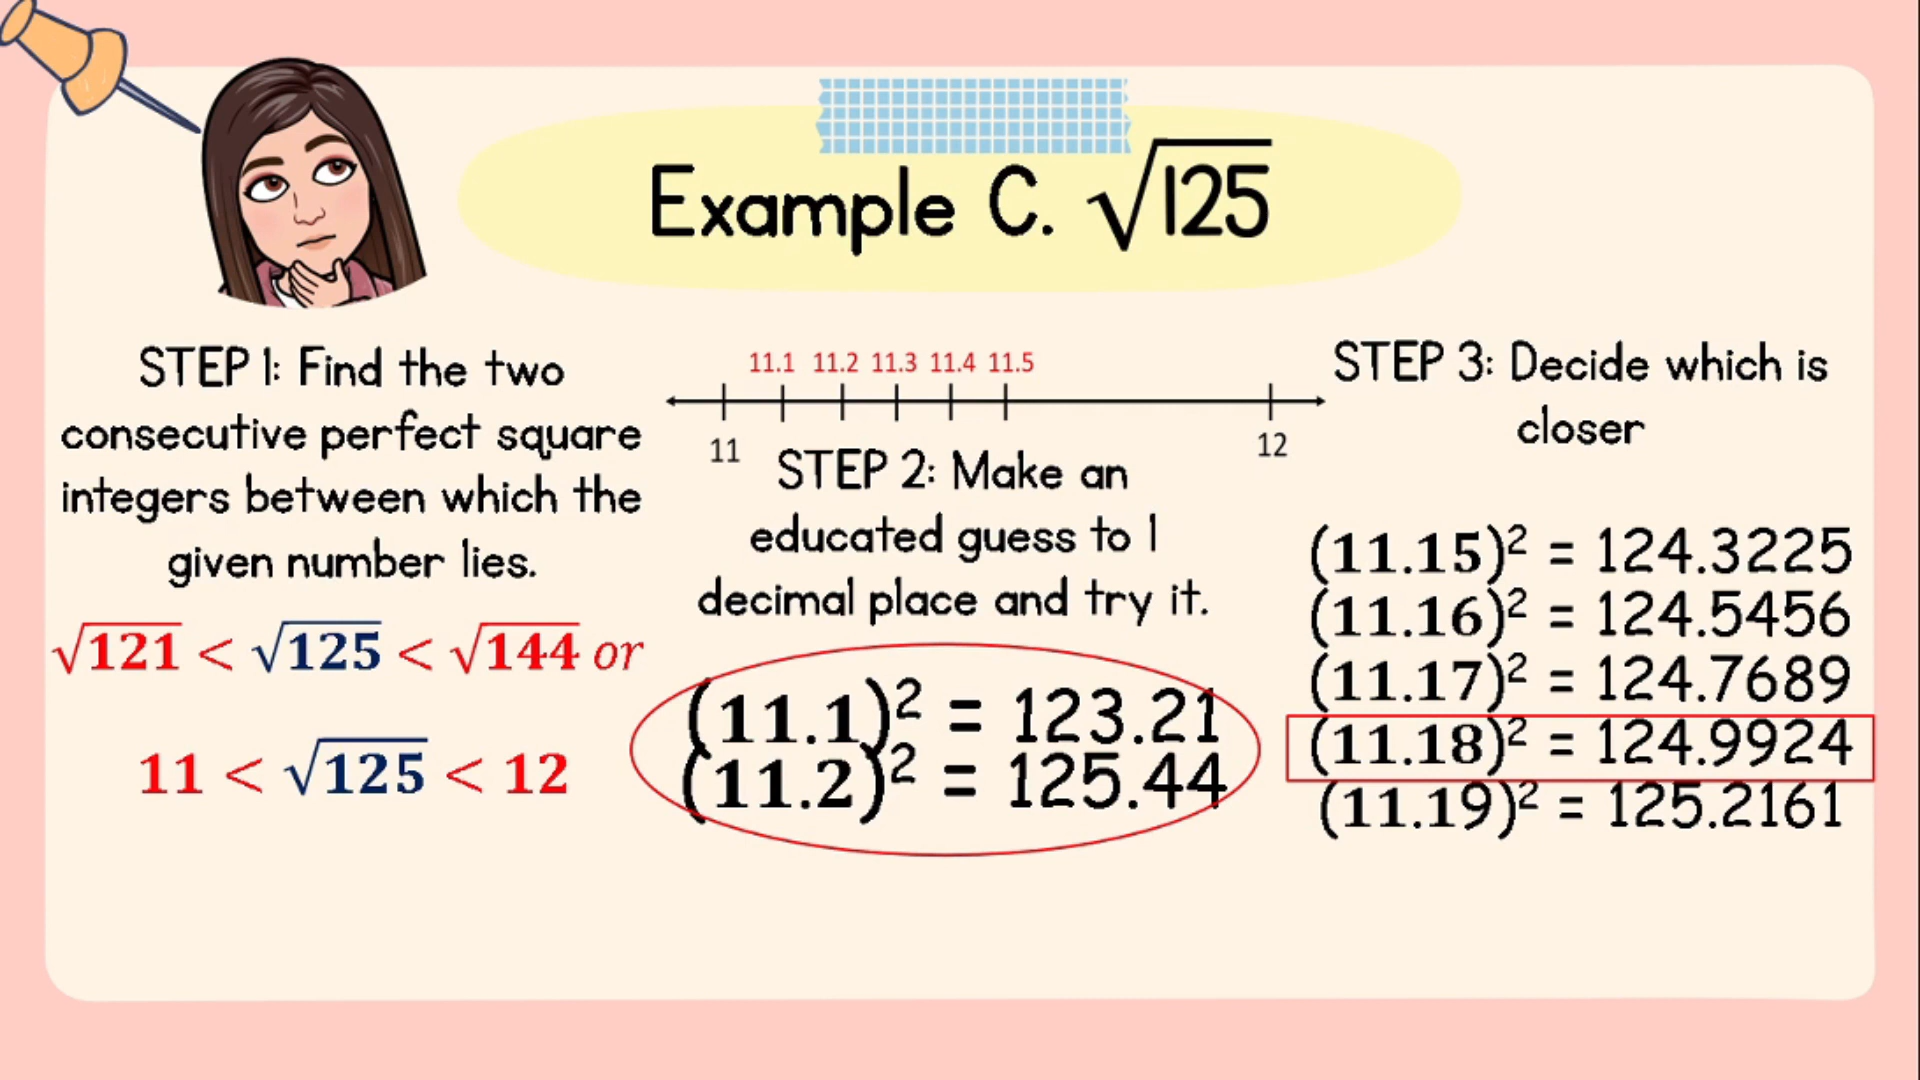 Example C. √125
STEP 1: Find the two
consecutive perfect square
integers between which the
given number lies.
√121 < √125 < √144 or
11 < √125 < 12
11.1 11.2 11.3 11.4 11.5
11 12
STEP 2: Make an
educated guess to 1
decimal place and try it.
(11.1)² = 123.21
(11.2)² = 125.44
STEP 3: Decide which is
closer
(11.15)² = 124.3225
(11.16)² = 124.5456
(11.17)² = 124.7689
(11.18)² = 124.9924
(11.19)² = 125.2161